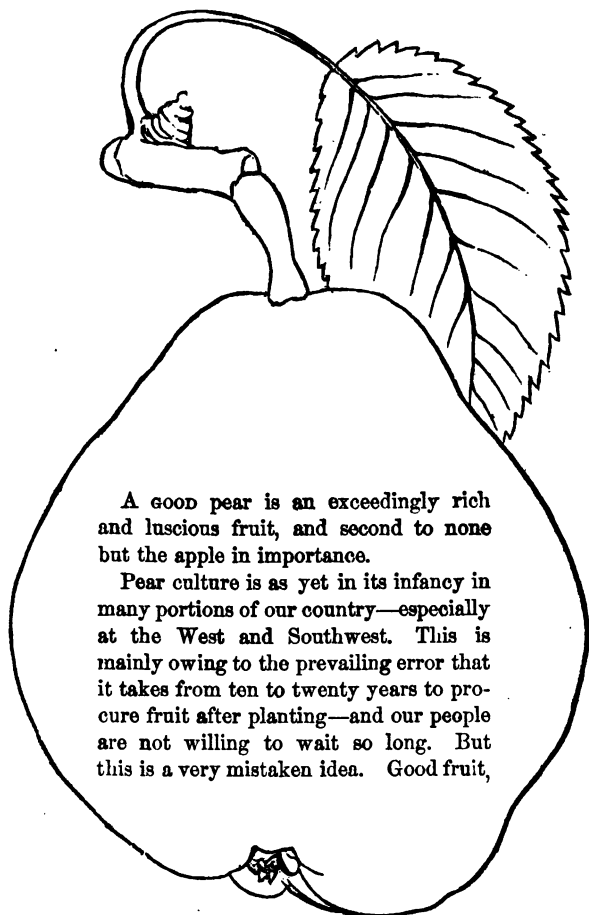 A GOOD pear is an exceedingly rich
and luscious fruit, and second to none
but the apple in importance.
Pear culture is as yet in its infancy in
many portions of our country—especially
at the West and Southwest. This is
mainly owing to the prevailing error that
it takes from ten to twenty years to pro-
cure fruit after planting—and our people
are not willing to wait so long. But
this is a very mistaken idea. Good fruit,